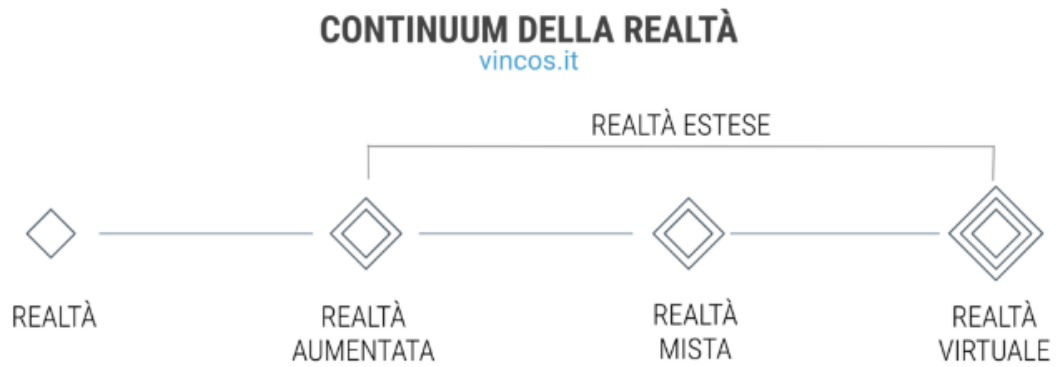 CONTINUUM DELLA REALTÀ
vincos.it
REALTÀ ESTESE
REALTÀ
REALTÀ
AUMENTATA
REALTÀ
MISTA
REALTÀ
VIRTUALE